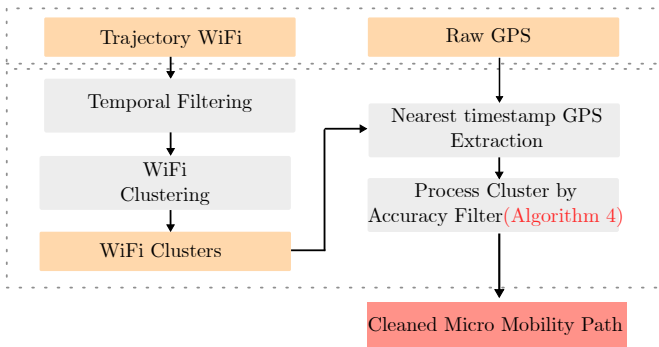 Trajectory WiFi
Raw GPS
Temporal Filtering
Nearest timestamp GPS
Extraction
WiFi
Clustering
Process Cluster by
Accuracy Filter(Algorithm 4)
WiFi Clusters
Cleaned Micro Mobility Path